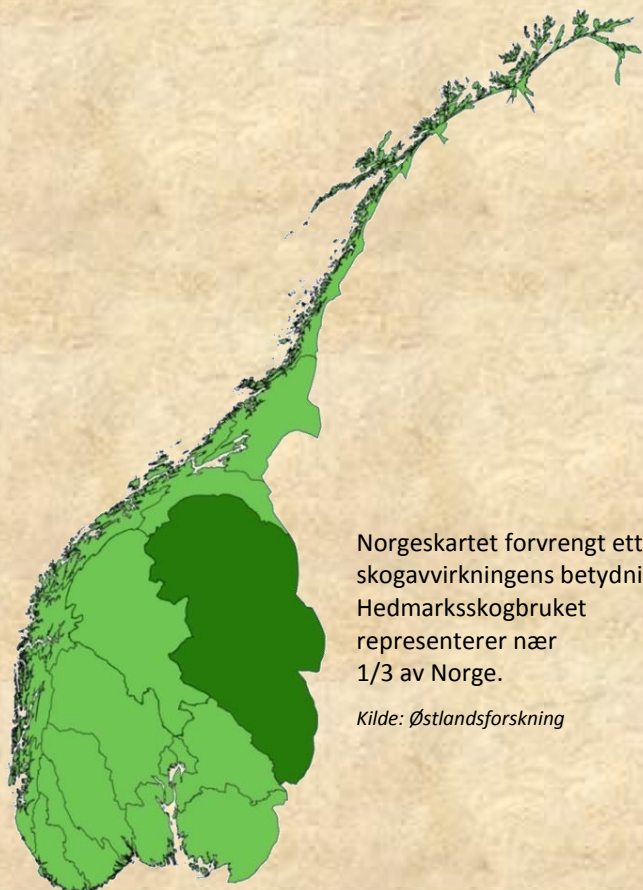 Norgeskartet forvrengt ett
skogavvirkningens betydni
Hedmarksskogbruket
representerer nær
1/3 av Norge.
Kilde: Østlandsforskning